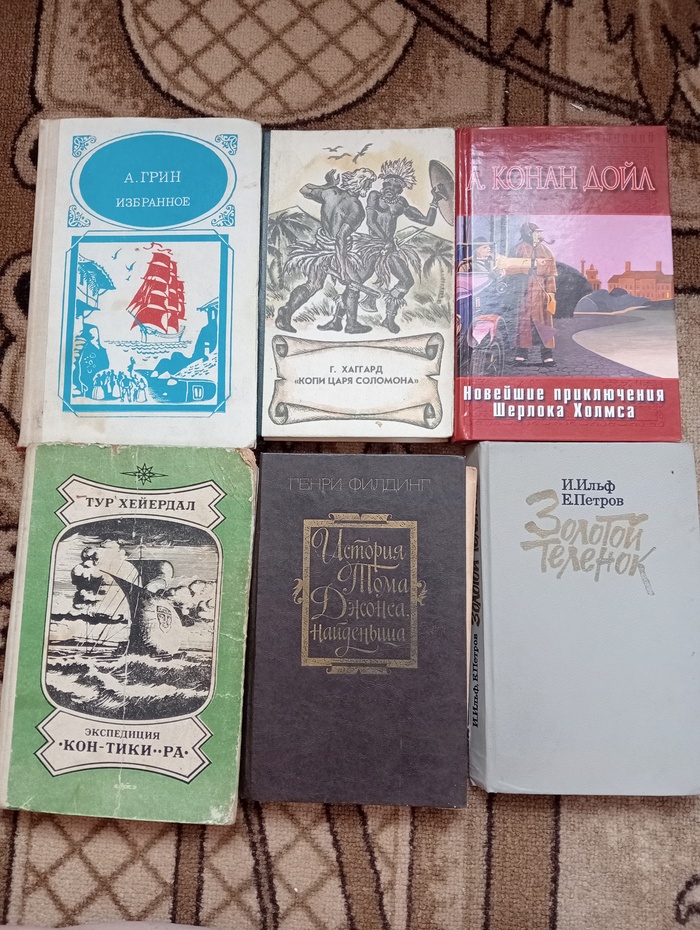 А. ГРИН
ИЗБРАННОЕ
Г. ХАГГАРД
«КОПИ ЦАРЯ СОЛОМОНА»
А. КОНАН ДОЙЛ
Новейшие приключения
Шерлока Холмса
ТУР ХЕЙЕРДАЛ
ЭКСПЕДИЦИЯ
·КОН-ТИКИ··РА·
ГЕНРИ ФИЛДИНГ
История
Тома
Джонса,
найденыша
И. Ильф, Е. Петров
И. Ильф
Е. Петров
Золотой
теленок